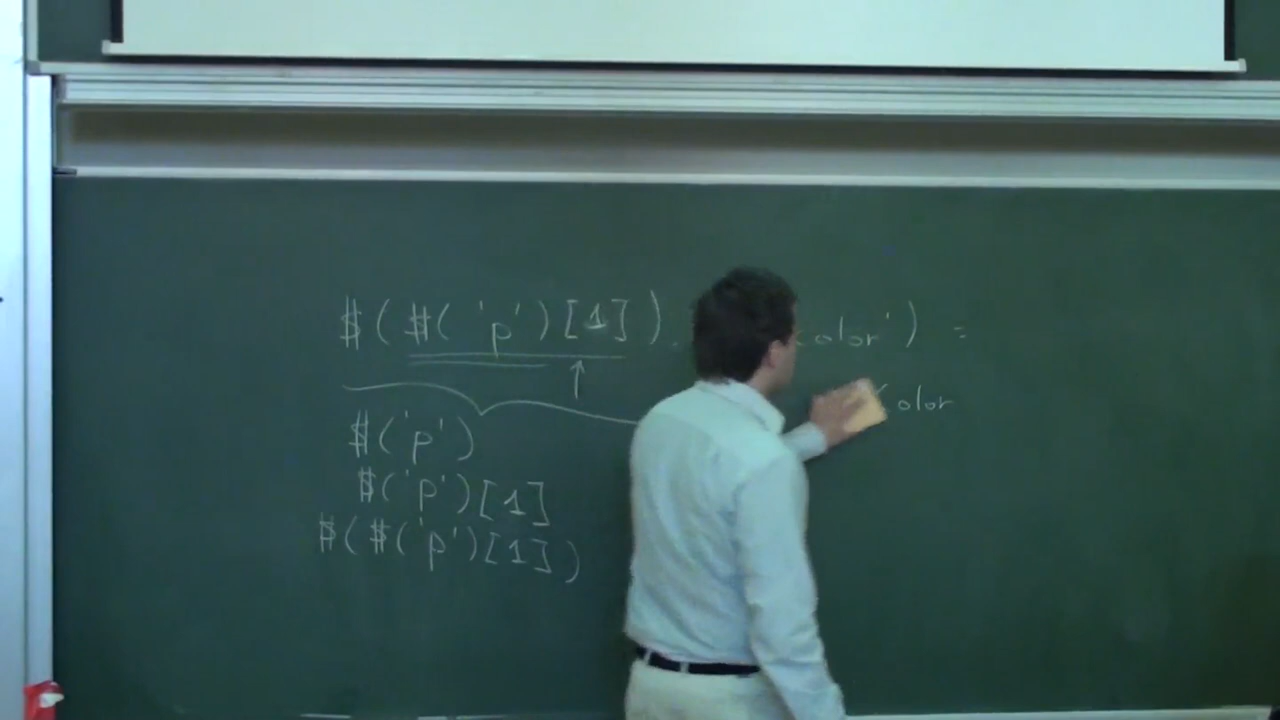 $($('p')[1]). color') =
color
$('p')
$('p')[1]
$($('p')[1])